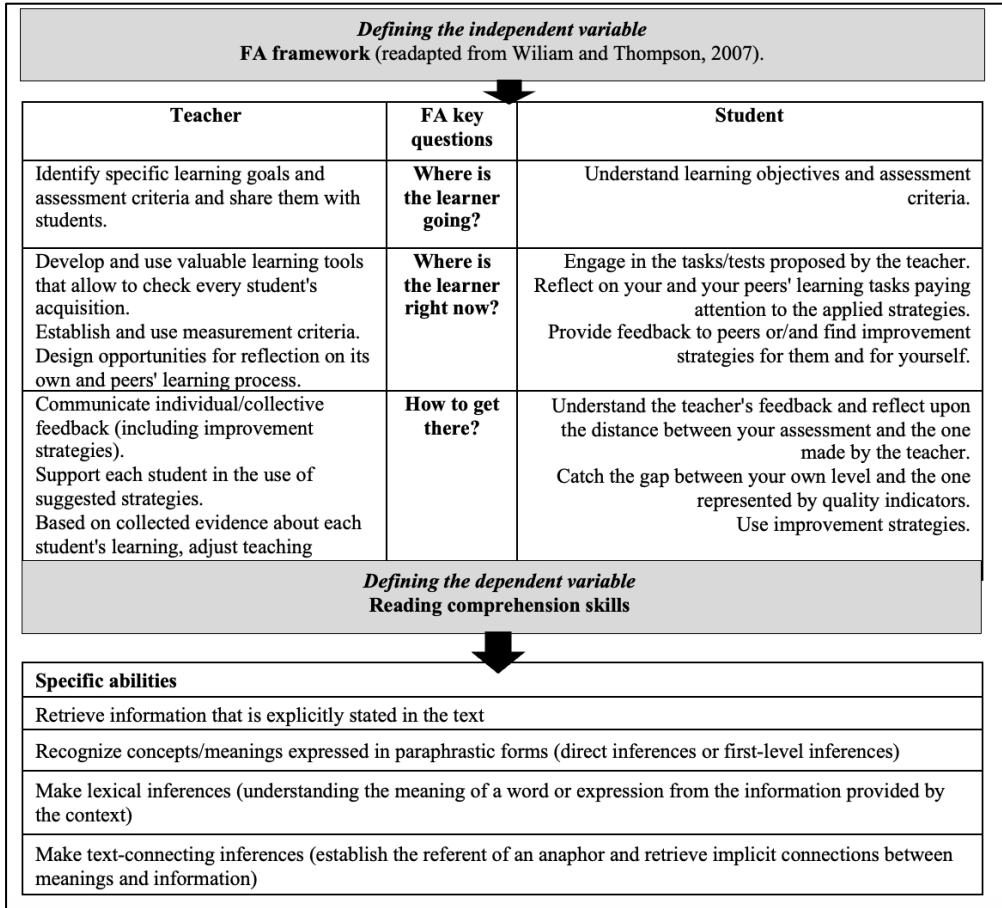 Defining the independent variable
FA framework (readapted from Wiliam and Thompson, 2007).
Teacher
FA key
questions
Student
Identify specific learning goals and
assessment criteria and share them with
students.
Where is
the learner
going?
Understand learning objectives and assessment
criteria.
Develop and use valuable learning tools
that allow to check every student's
acquisition.
Establish and use measurement criteria.
Design opportunities for reflection on its
own and peers' learning process.
Where is
the learner
right now?
Engage in the tasks/tests proposed by the teacher.
Reflect on your and your peers' learning tasks paying
attention to the applied strategies.
Provide feedback to peers or/and find improvement
strategies for them and for yourself.
Communicate individual/collective
feedback (including improvement
strategies).
Support each student in the use of
suggested strategies.
Based on collected evidence about each
student's learning, adjust teaching
How to get
there?
Understand the teacher's feedback and reflect upon
the distance between your assessment and the one
made by the teacher.
Catch the gap between your own level and the one
represented by quality indicators.
Use improvement strategies.
Defining the dependent variable
Reading comprehension skills
Specific abilities
Retrieve information that is explicitly stated in the text
Recognize concepts/meanings expressed in paraphrastic forms (direct inferences or first-level inferences)
Make lexical inferences (understanding the meaning of a word or expression from the information provided by
the context)
Make text-connecting inferences (establish the referent of an anaphor and retrieve implicit connections between
meanings and information)